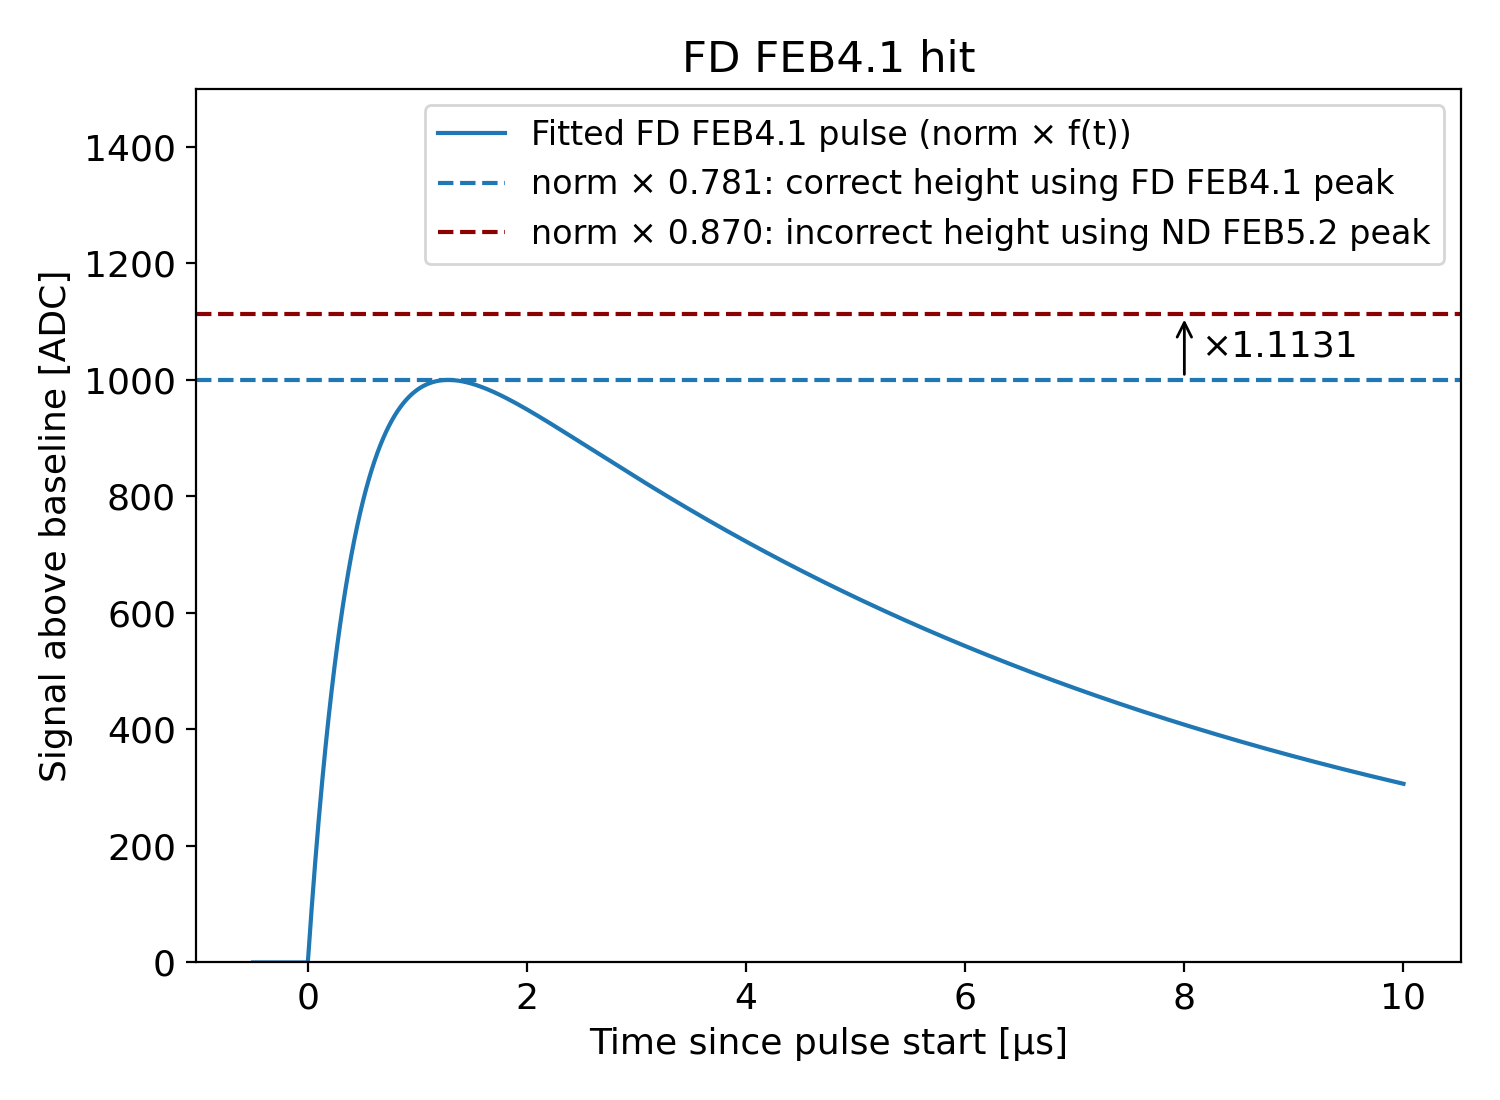 FD FEB4.1 hit
Fitted FD FEB4.1 pulse (norm × f(t))
norm × 0.781: correct height using FD FEB4.1 peak
norm × 0.870: incorrect height using ND FEB5.2 peak
×1.1131
Signal above baseline [ADC]
1400
1200
1000
800
600
400
200
0
0 2 4 6 8 10
Time since pulse start [µs]